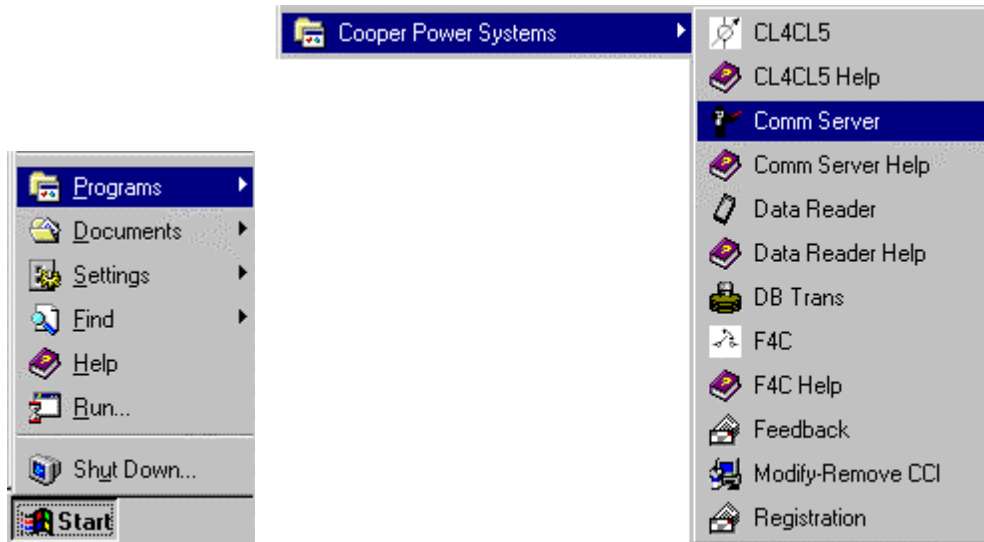 Programs
Documents
Settings
Find
Help
Run...
Shut Down...
Start
Cooper Power Systems
CL4CL5
CL4CL5 Help
Comm Server
Comm Server Help
Data Reader
Data Reader Help
DB Trans
F4C
F4C Help
Feedback
Modify-Remove CCI
Registration